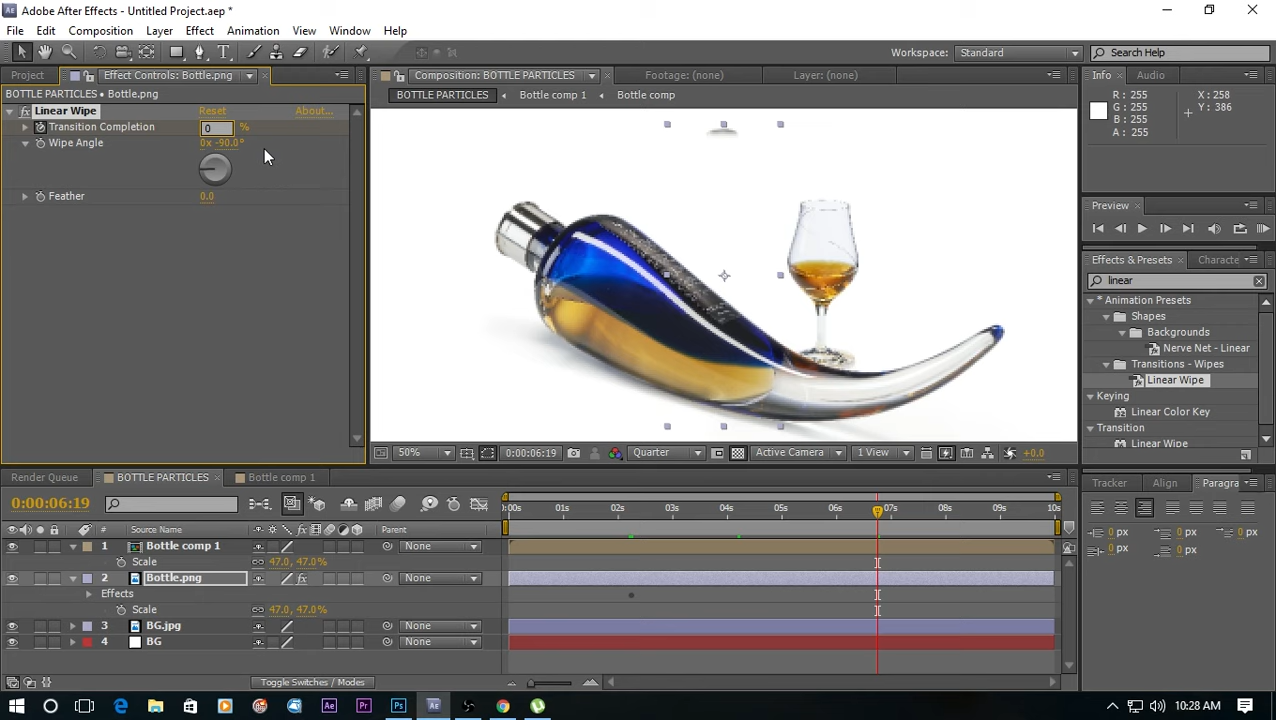 Adobe After Effects - Untitled Project.aep *
File Edit Composition Layer Effect Animation View Window Help
Workspace: Standard Search Help
Project Effect Controls: Bottle.png
BOTTLE PARTICLES • Bottle.png
Linear Wipe Reset About...
Transition Completion 0 %
Wipe Angle 0x -90.0°
Feather 0.0
Composition: BOTTLE PARTICLES Footage: (none) Layer: (none)
BOTTLE PARTICLES Bottle comp 1 Bottle comp
50% 0:00:06:19 Quarter Active Camera 1 View +0.0
Info Audio
R: 255 X: 258
G: 255 Y: 386
B: 255
A: 255
Preview
Effects & Presets Characte
linear
* Animation Presets
Shapes
Backgrounds
Nerve Net - Linear
Transitions - Wipes
Linear Wipe
Keying
Linear Color Key
Transition
Linear Wipe
Tracker Align Paragra
0 px 0 px 0 px
0 px 0 px
Render Queue BOTTLE PARTICLES Bottle comp 1
0:00:06:19
# Source Name Parent
0:00s 01s 02s 03s 04s 05s 06s 07s 08s 09s 10s
1 Bottle comp 1 None
Scale 47.0, 47.0%
2 Bottle.png None
Effects
Scale 47.0, 47.0%
3 BG.jpg None
4 BG None
Toggle Switches / Modes
10:28 AM